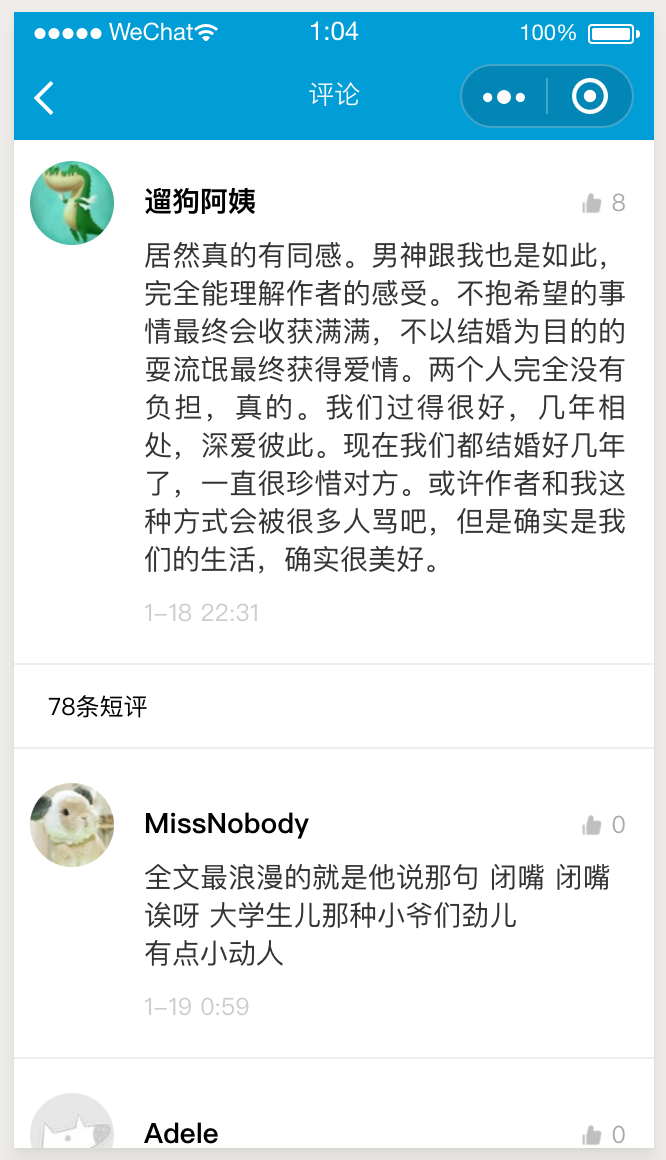 WeChat 1:04 100%
评论
遛狗阿姨 8
居然真的有同感。男神跟我也是如此，
完全能理解作者的感受。不抱希望的事
情最终会收获满满，不以结婚为目的的
耍流氓最终获得爱情。两个人完全没有
负担，真的。我们过得很好，几年相
处，深爱彼此。现在我们都结婚好几年
了，一直很珍惜对方。或许作者和我这
种方式会被很多人骂吧，但是确实是我
们的生活，确实很美好。
1-18 22:31
78条短评
MissNobody 0
全文最浪漫的就是他说那句 闭嘴 闭嘴
诶呀 大学生儿那种小爷们劲儿
有点小动人
1-19 0:59
Adele 0